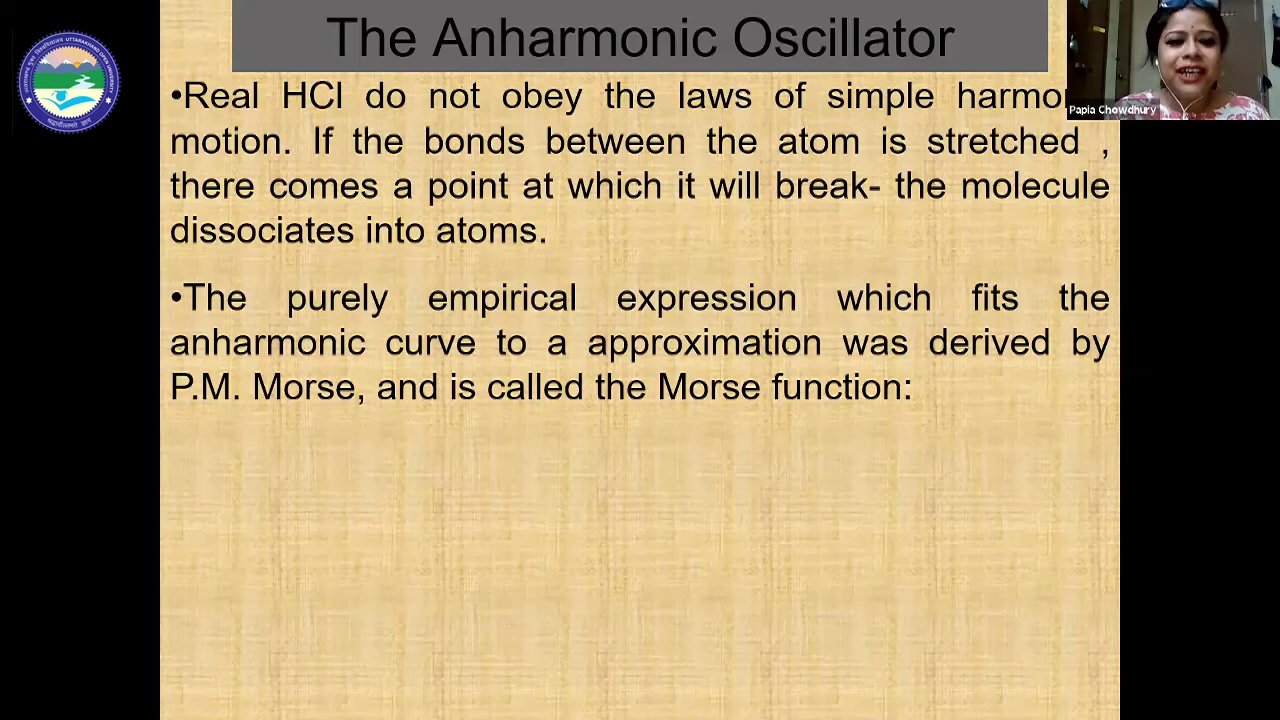 The Anharmonic Oscillator
•Real HCl do not obey the laws of simple
motion. If the bonds between the atom is stretched ,
there comes a point at which it will break- the molecule
dissociates into atoms.
•The purely empirical expression which fits the
anharmonic curve to a approximation was derived by
P.M. Morse, and is called the Morse function:
Papia Chowdhury
UTTARAKHAND OPEN UNIVERSITY